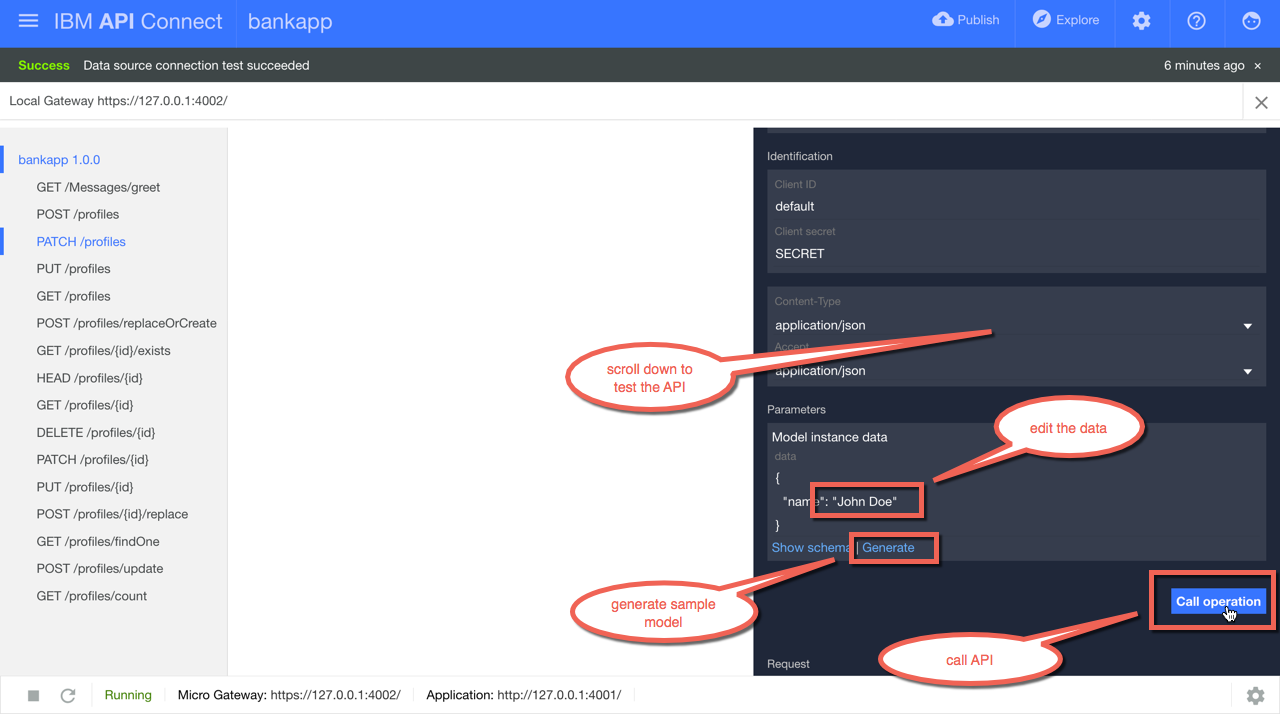 IBM API Connect
bankapp
Publish
Explore
Success Data source connection test succeeded
6 minutes ago ×
Local Gateway https://127.0.0.1:4002/
bankapp 1.0.0
GET /Messages/greet
POST /profiles
PATCH /profiles
PUT /profiles
GET /profiles
POST /profiles/replaceOrCreate
GET /profiles/{id}/exists
HEAD /profiles/{id}
GET /profiles/{id}
DELETE /profiles/{id}
PATCH /profiles/{id}
PUT /profiles/{id}
POST /profiles/{id}/replace
GET /profiles/findOne
POST /profiles/update
GET /profiles/count
Identification
Client ID
default
Client secret
SECRET
Content-Type
application/json
Accept
application/json
scroll down to
test the API
Parameters
edit the data
Model instance data
data
{
"name": "John Doe"
}
Show schema | Generate
generate sample
model
Call operation
call API
Request
Running
Micro Gateway: https://127.0.0.1:4002/
Application: http://127.0.0.1:4001/